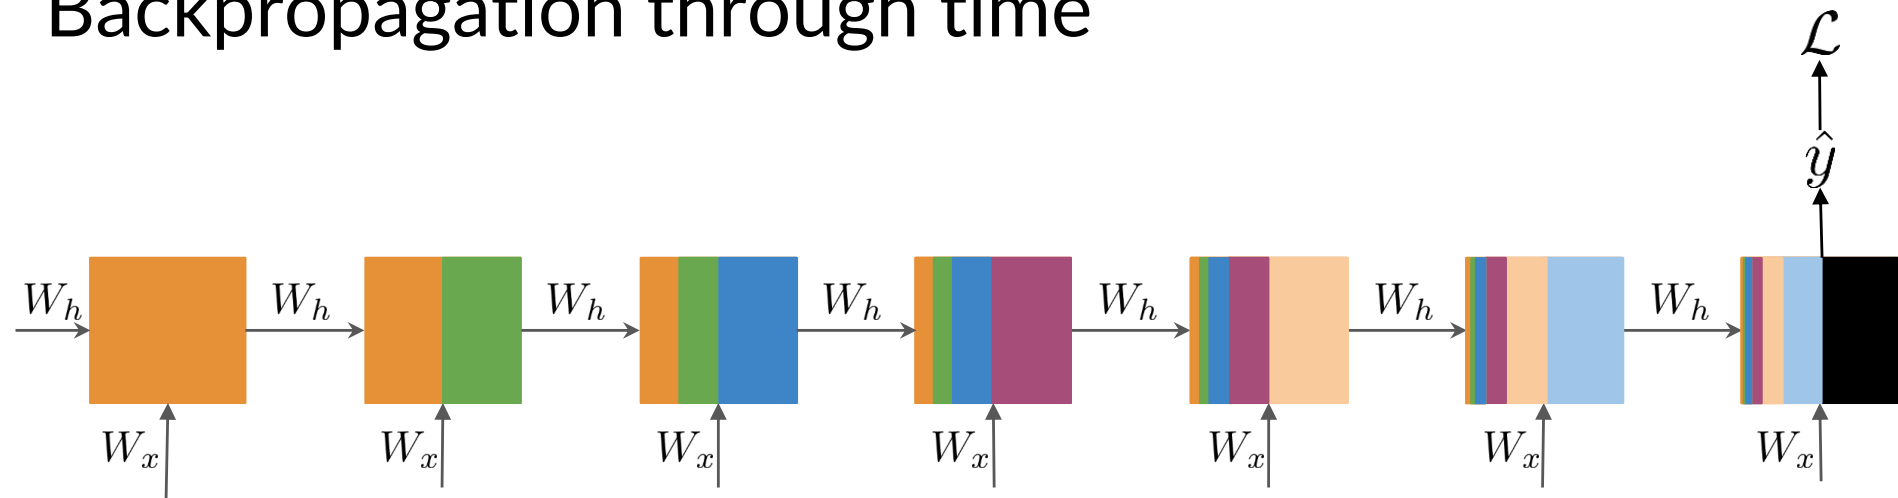 Backpropagation through time
ℒ
ŷ
W_h W_h W_h W_h W_h W_h W_h
W_x W_x W_x W_x W_x W_x W_x